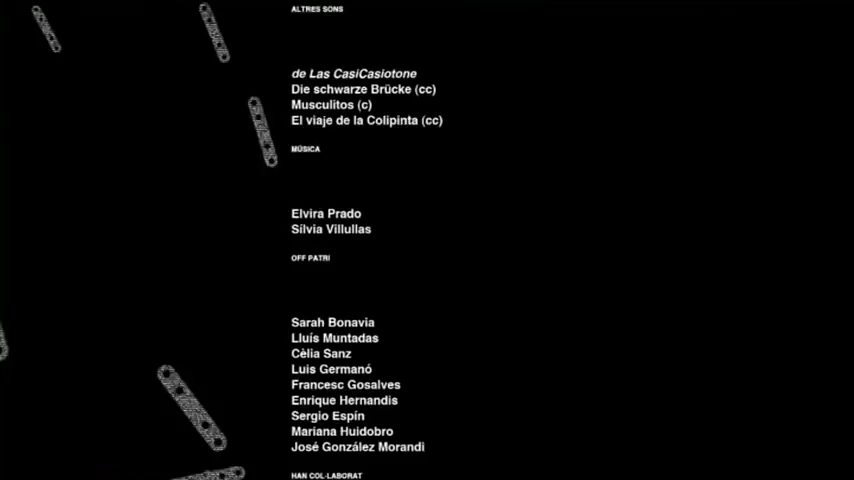 ALTRES SONS
de Las CasiCasiotone
Die schwarze Brücke (cc)
Musculitos (c)
El viaje de la Colipinta (cc)
MÚSICA
Elvira Prado
Sílvia Villullas
OFF PATRI
Sarah Bonavia
Lluís Muntadas
Cèlia Sanz
Luis Germanó
Francesc Gosalves
Enrique Hernandis
Sergio Espín
Mariana Huidobro
José González Morandi
HAN COL·LABORAT